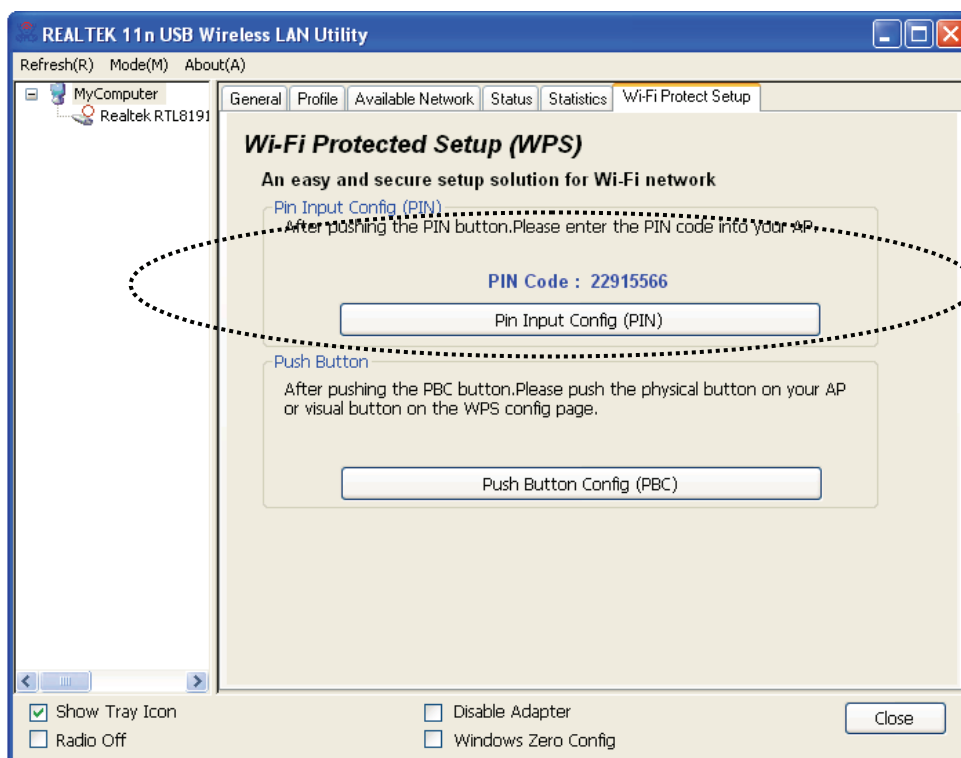 REALTEK 11n USB Wireless LAN Utility
Refresh(R) Mode(M) About(A)
MyComputer
Realtek RTL8191
General Profile Available Network Status Statistics Wi-Fi Protect Setup
Wi-Fi Protected Setup (WPS)
An easy and secure setup solution for Wi-Fi network
Pin Input Config (PIN)
After pushing the PIN button.Please enter the PIN code into your AP.
PIN Code : 22915566
Pin Input Config (PIN)
Push Button
After pushing the PBC button.Please push the physical button on your AP
or visual button on the WPS config page.
Push Button Config (PBC)
Show Tray Icon
Disable Adapter
Close
Radio Off
Windows Zero Config